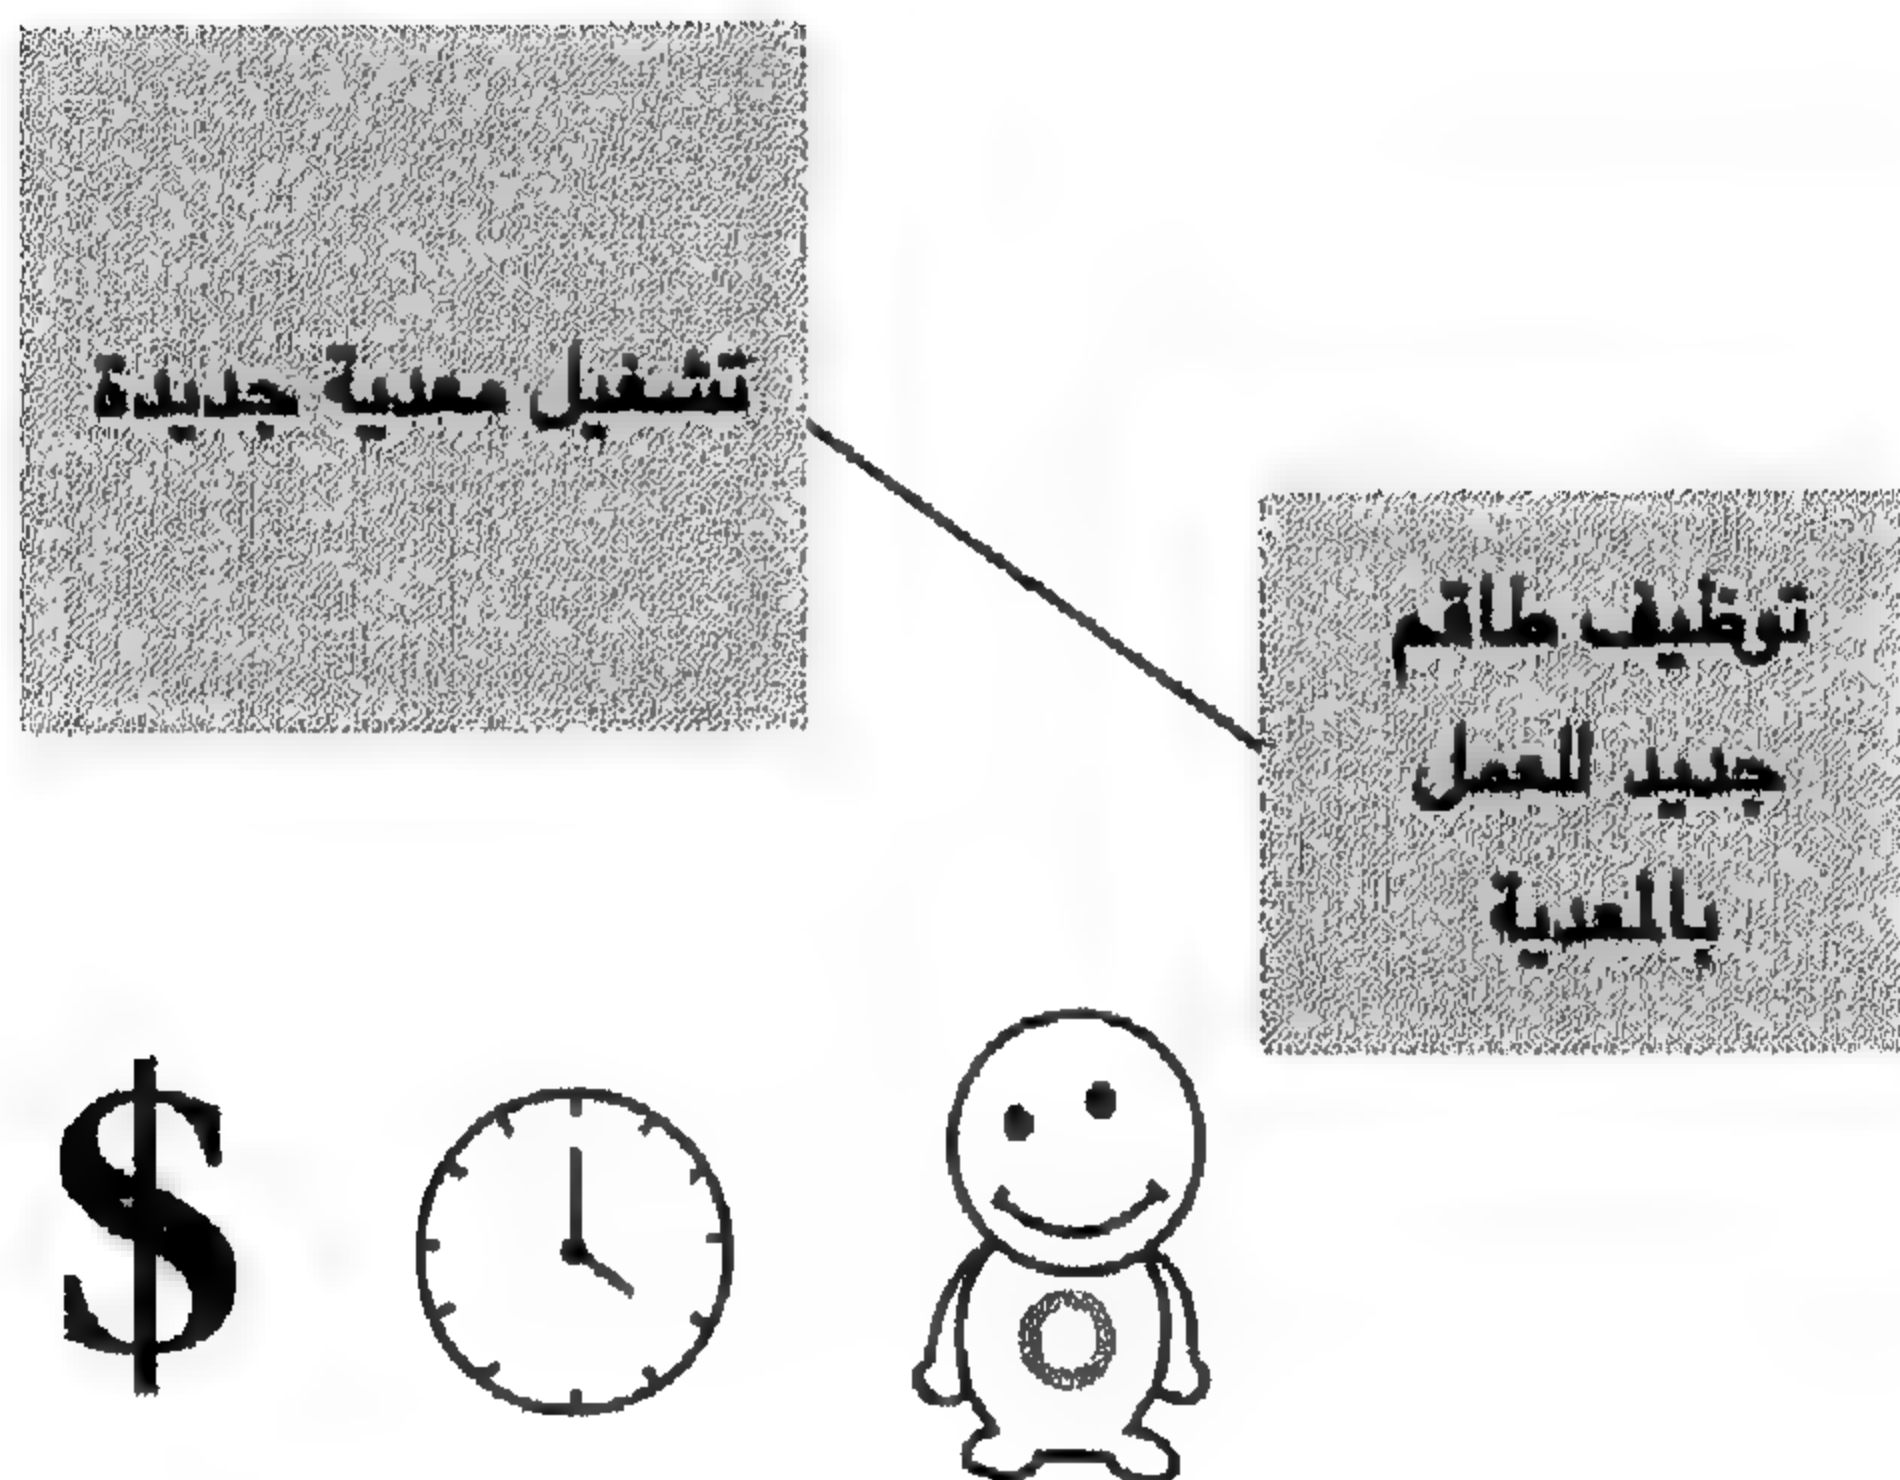 تشغيل معدية جديدة
توظيف طاقم
جديد للعمل
بالمعدية
$